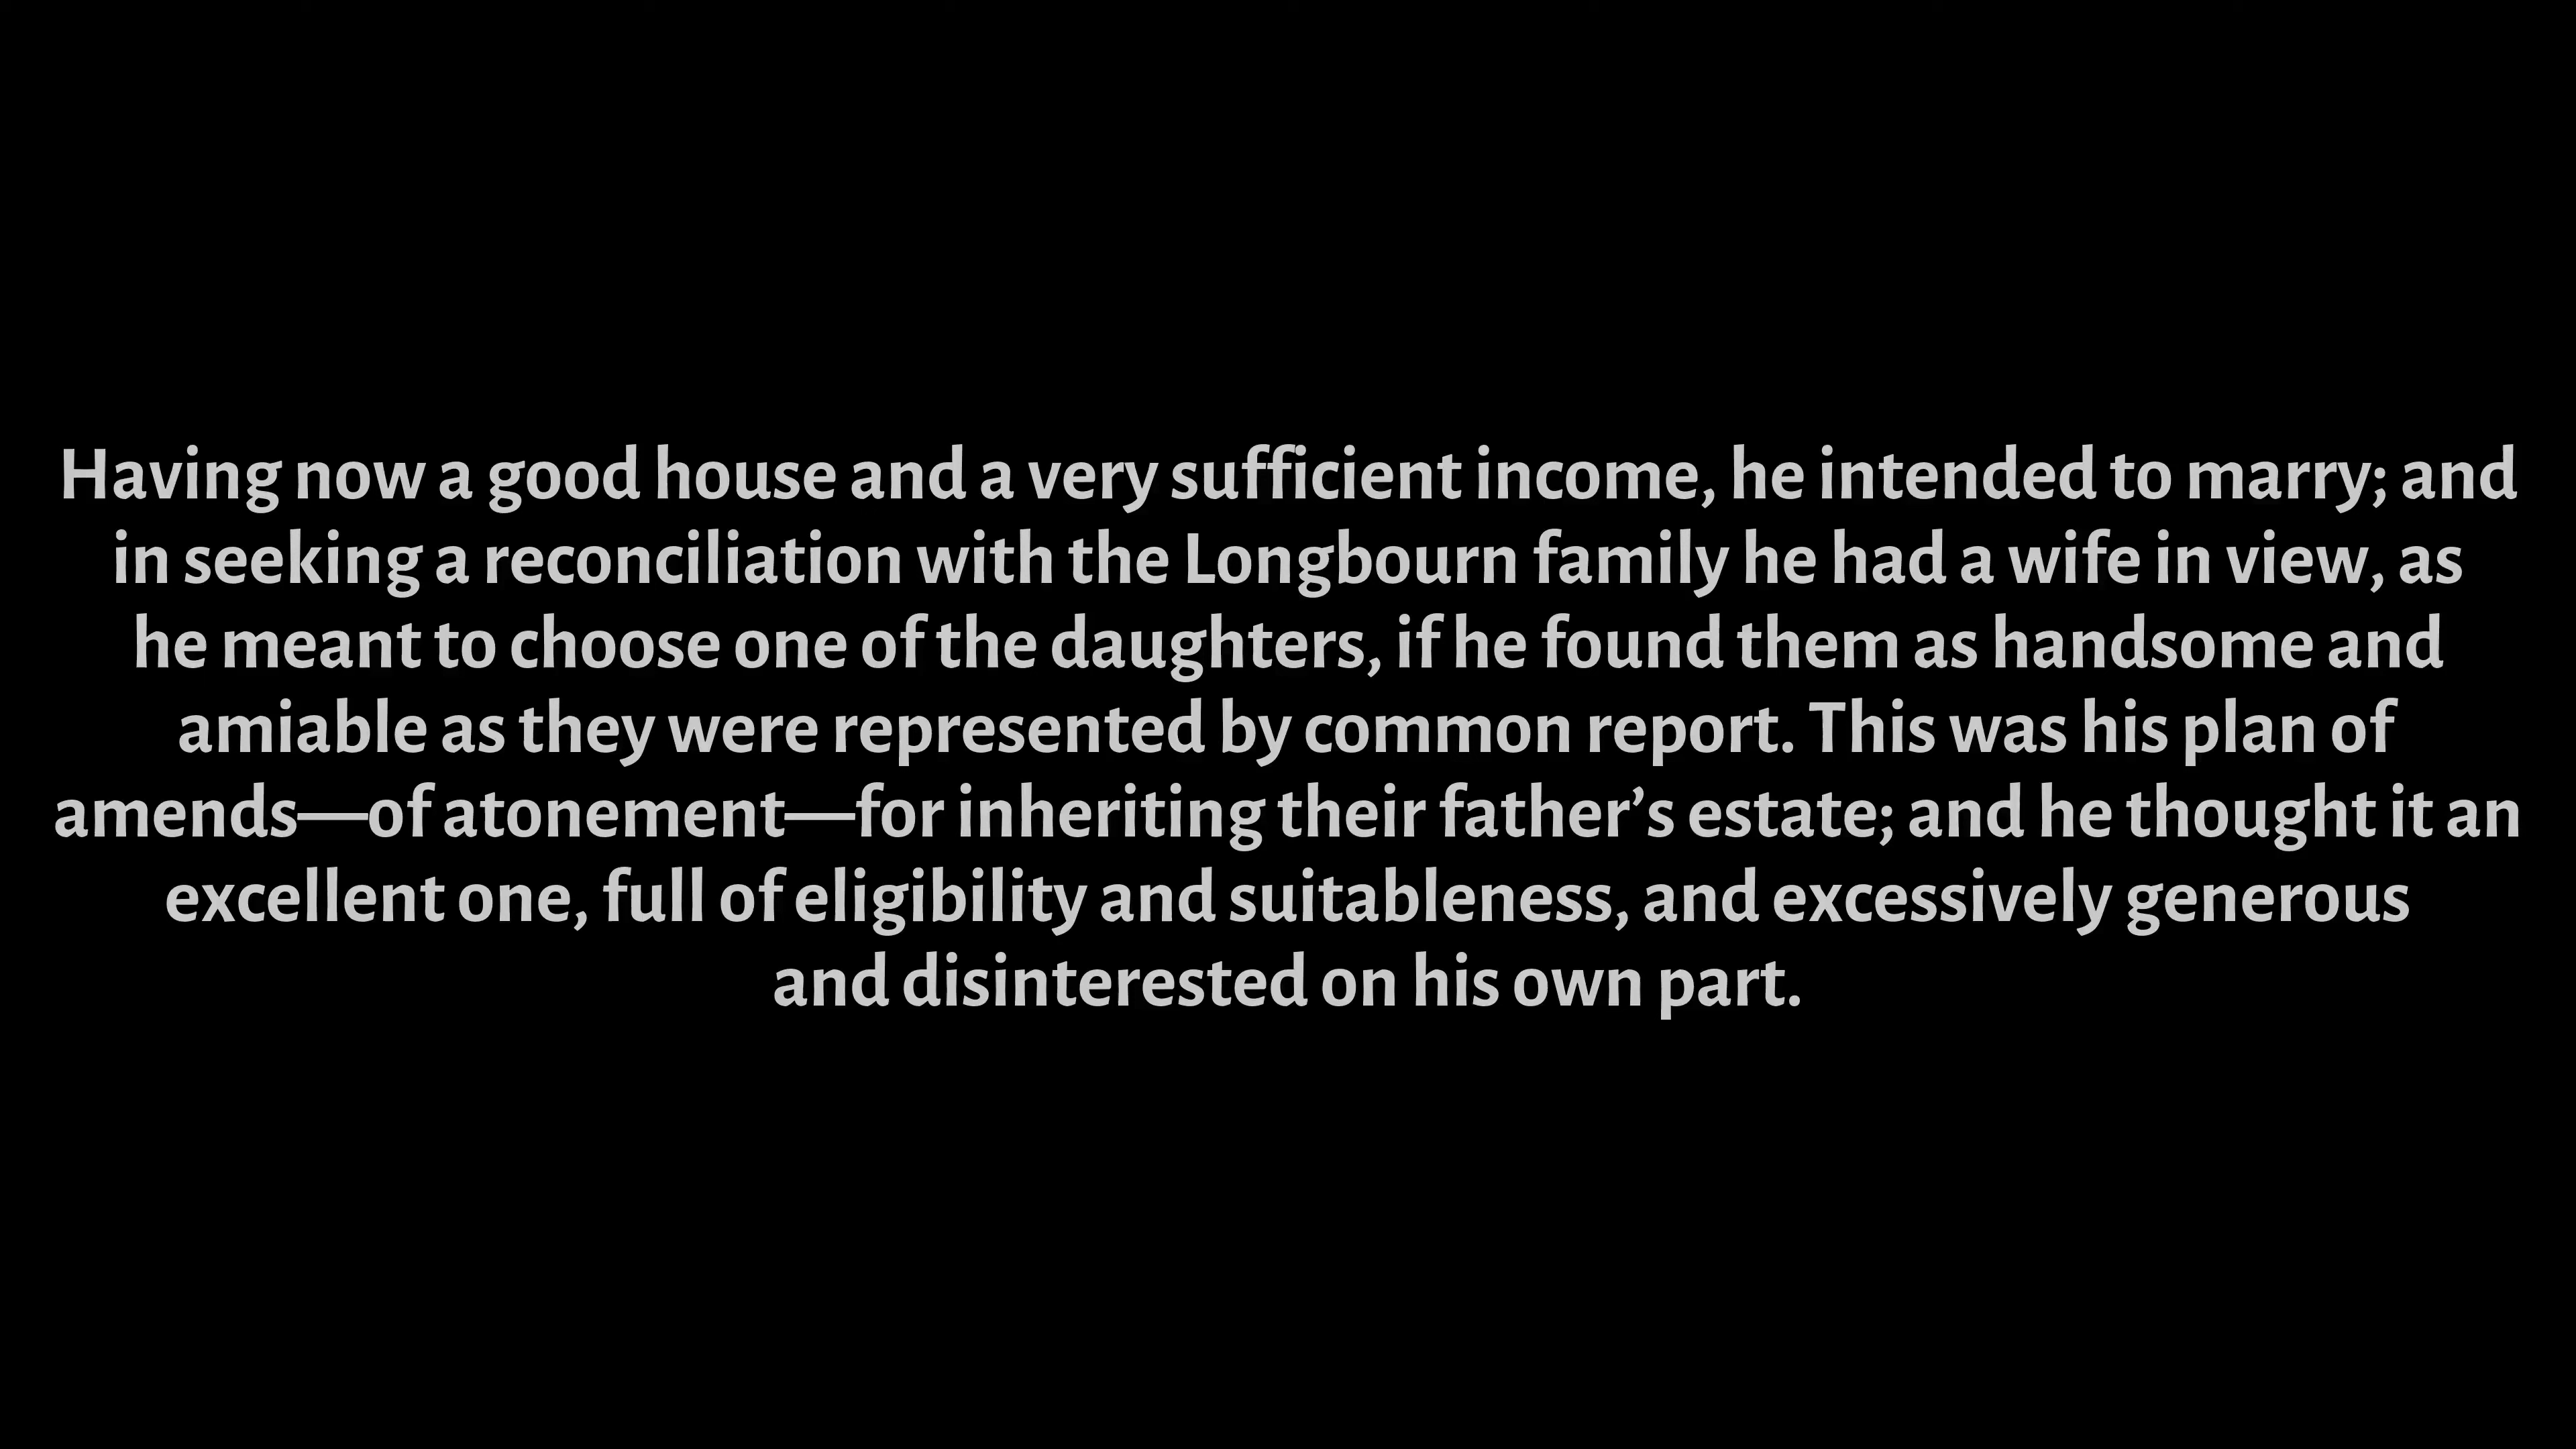 Having now a good house and a very sufficient income, he intended to marry; and
in seeking a reconciliation with the Longbourn family he had a wife in view, as
he meant to choose one of the daughters, if he found them as handsome and
amiable as they were represented by common report. This was his plan of
amends—of atonement—for inheriting their father’s estate; and he thought it an
excellent one, full of eligibility and suitableness, and excessively generous
and disinterested on his own part.